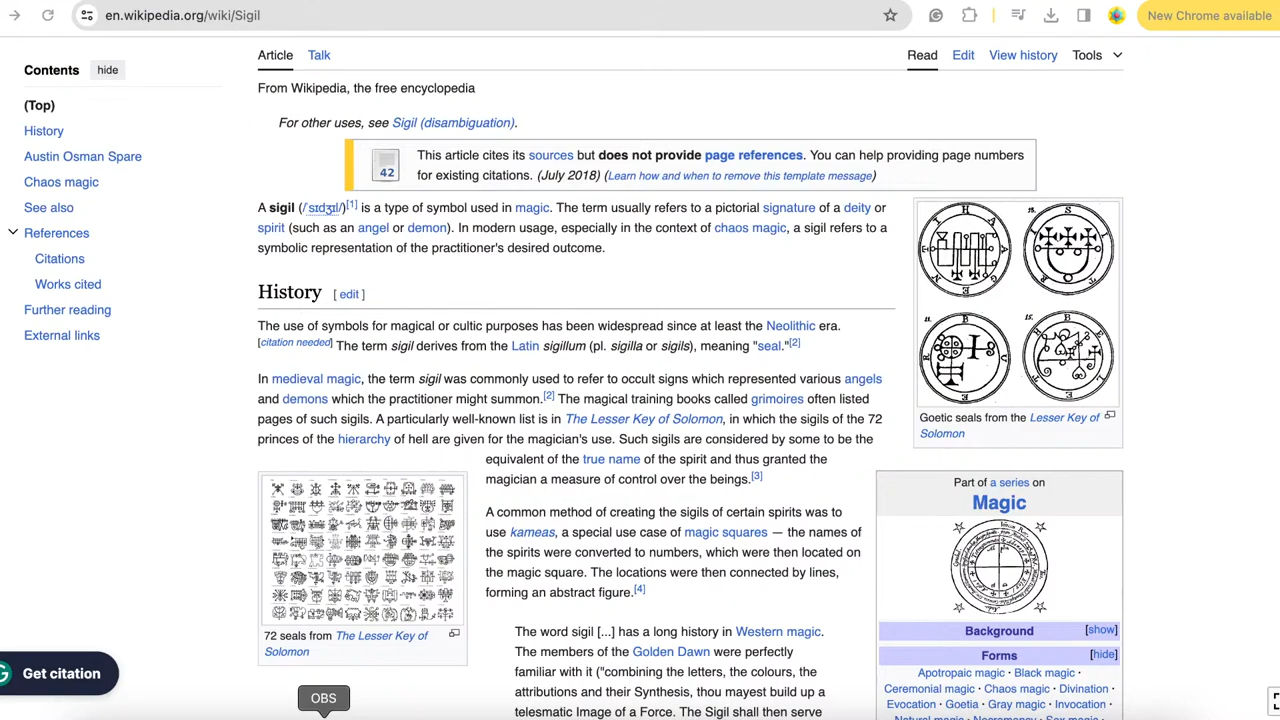 en.wikipedia.org/wiki/Sigil
New Chrome available
Contents hide
(Top)
History
Austin Osman Spare
Chaos magic
See also
References
Citations
Works cited
Further reading
External links
Article Talk
Read Edit View history Tools
From Wikipedia, the free encyclopedia
For other uses, see Sigil (disambiguation).
42
This article cites its sources but does not provide page references. You can help providing page numbers
for existing citations. (July 2018) (Learn how and when to remove this template message)
A sigil (/ˈsɪdʒɪl/)[1] is a type of symbol used in magic. The term usually refers to a pictorial signature of a deity or
spirit (such as an angel or demon). In modern usage, especially in the context of chaos magic, a sigil refers to a
symbolic representation of the practitioner's desired outcome.
History [ edit ]
The use of symbols for magical or cultic purposes has been widespread since at least the Neolithic era.
[citation needed] The term sigil derives from the Latin sigillum (pl. sigilla or sigils), meaning "seal."[2]
In medieval magic, the term sigil was commonly used to refer to occult signs which represented various angels
and demons which the practitioner might summon.[2] The magical training books called grimoires often listed
pages of such sigils. A particularly well-known list is in The Lesser Key of Solomon, in which the sigils of the 72
princes of the hierarchy of hell are given for the magician's use. Such sigils are considered by some to be the
equivalent of the true name of the spirit and thus granted the
magician a measure of control over the beings.[3]
A common method of creating the sigils of certain spirits was to
use kameas, a special use case of magic squares — the names of
the spirits were converted to numbers, which were then located on
the magic square. The locations were then connected by lines,
forming an abstract figure.[4]
The word sigil [...] has a long history in Western magic.
The members of the Golden Dawn were perfectly
familiar with it ("combining the letters, the colours, the
attributions and their Synthesis, thou mayest build up a
telesmatic Image of a Force. The Sigil shall then serve
72 seals from The Lesser Key of
Solomon
Goetic seals from the Lesser Key of
Solomon
Part of a series on
Magic
Background [show]
Forms [hide]
Apotropaic magic · Black magic ·
Ceremonial magic · Chaos magic · Divination ·
Evocation · Goetia · Gray magic · Invocation ·
Natural magic · Necromancy · Sex magic ·
Get citation
OBS